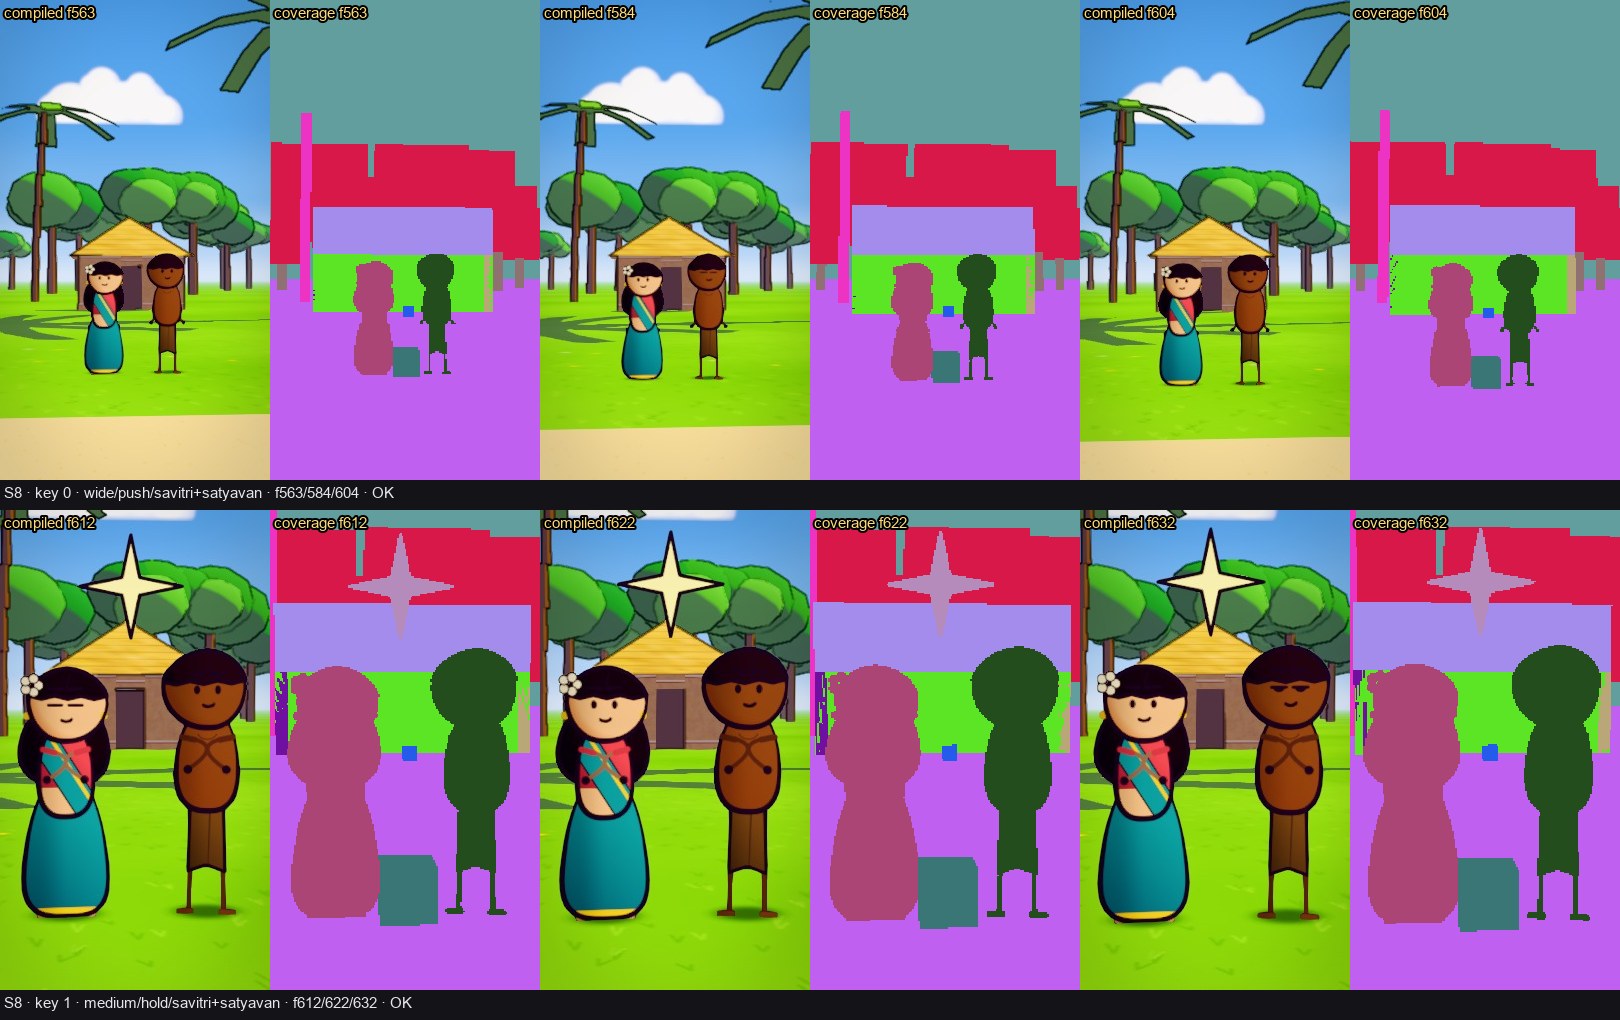 compiled f563
coverage f563
compiled f584
coverage f584
compiled f604
coverage f604
S8 · key 0 · wide/push/savitri+satyavan · f563/584/604 · OK
compiled f612
coverage f612
compiled f622
coverage f622
compiled f632
coverage f632
S8 · key 1 · medium/hold/savitri+satyavan · f612/622/632 · OK